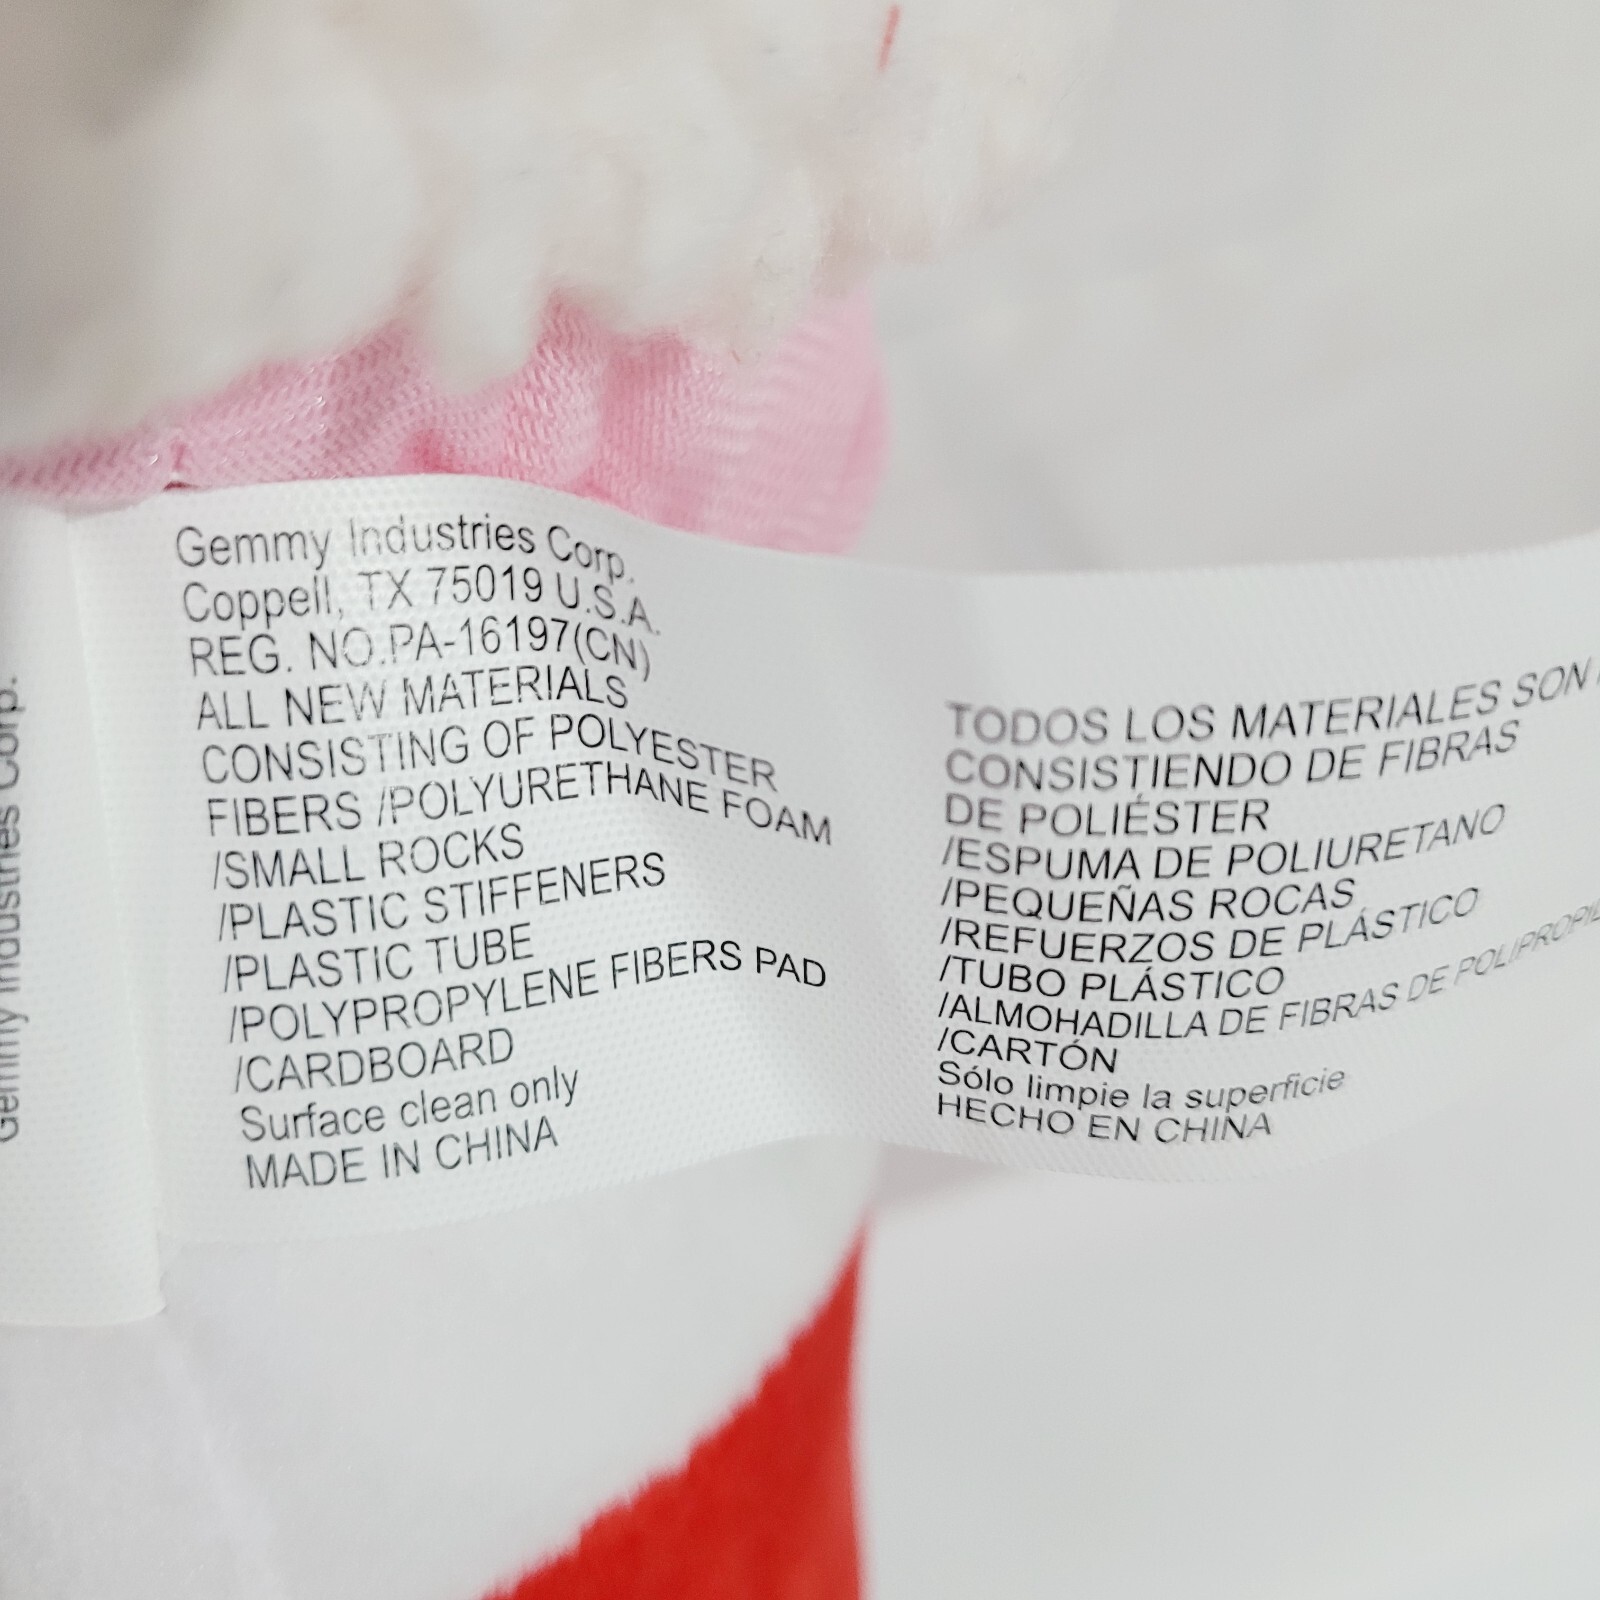 Gemmy Industries Corp.
Gemmy Industries Corp.
Coppell, TX 75019 U.S.A.
REG. NO.PA-16197(CN)
ALL NEW MATERIALS
CONSISTING OF POLYESTER
FIBERS /POLYURETHANE FOAM
/SMALL ROCKS
/PLASTIC STIFFENERS
/PLASTIC TUBE
/POLYPROPYLENE FIBERS PAD
/CARDBOARD
Surface clean only
MADE IN CHINA
TODOS LOS MATERIALES SON
CONSISTIENDO DE FIBRAS
DE POLIÉSTER
/ESPUMA DE POLIURETANO
/PEQUEÑAS ROCAS
/REFUERZOS DE PLÁSTICO
/TUBO PLÁSTICO
/ALMOHADILLA DE FIBRAS DE
/CARTÓN
Sólo limpie la superficie
HECHO EN CHINA